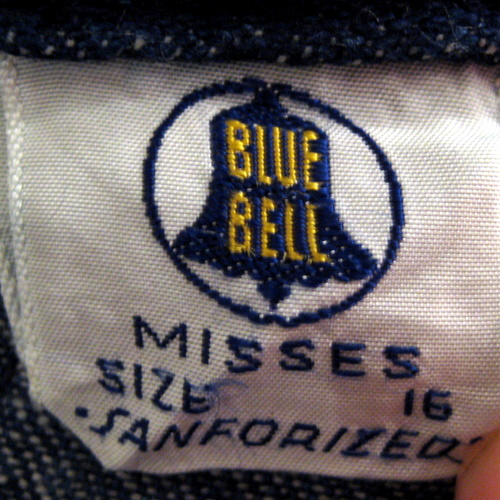 BLUE
BELL
MISSES
SIZE 16
·SANFORIZED·